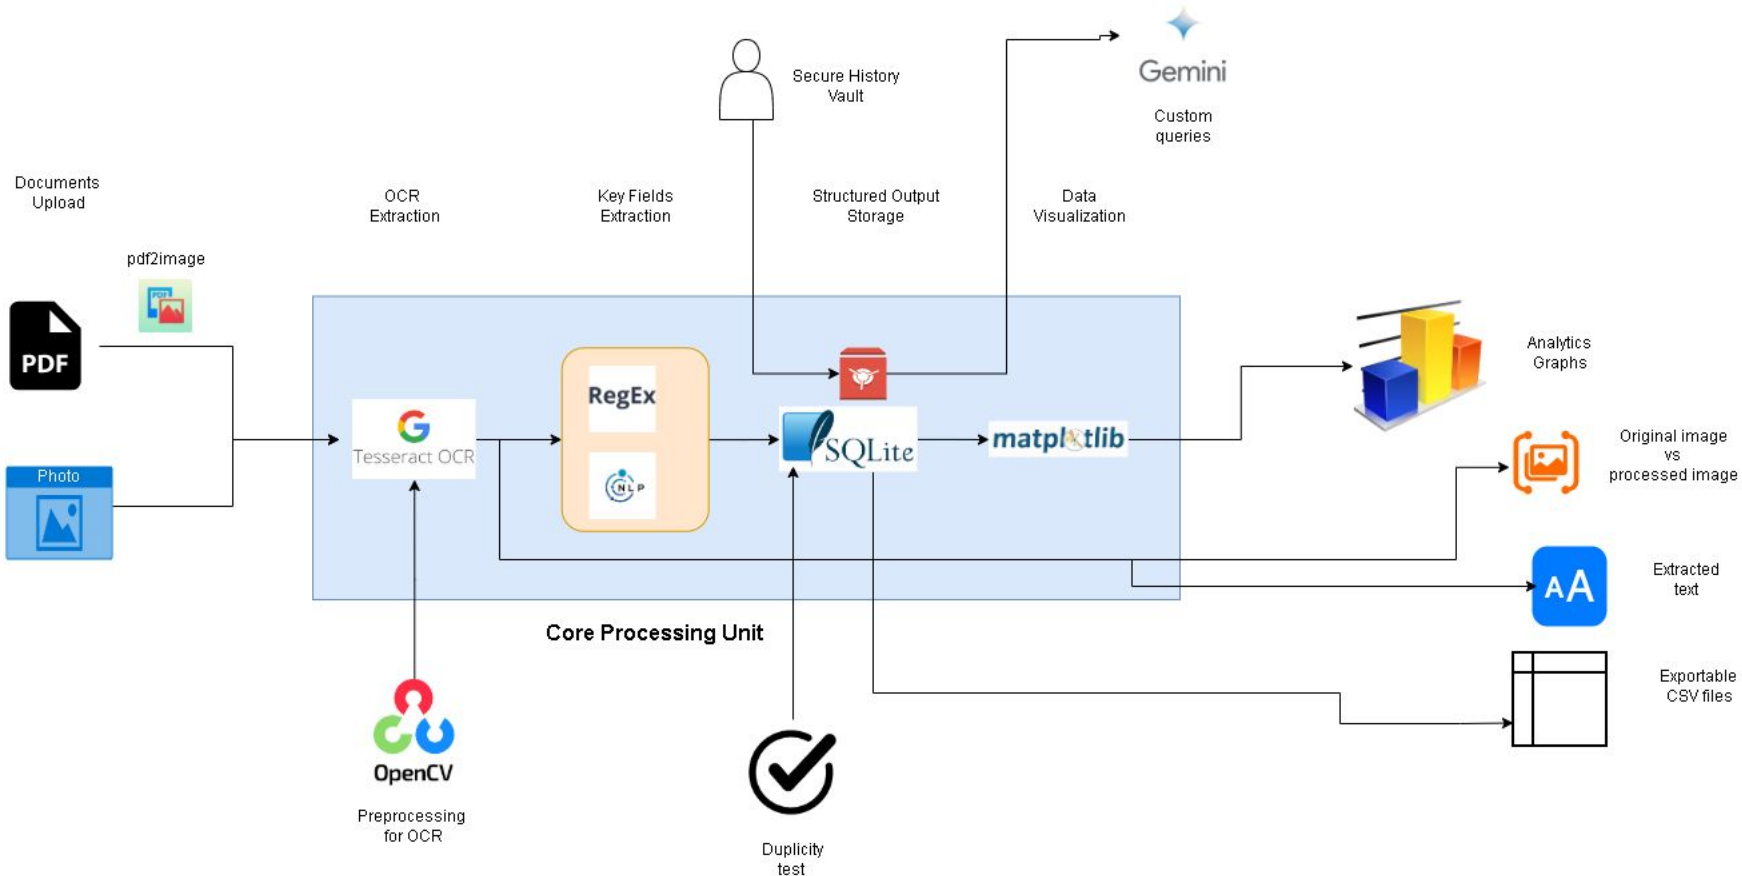 Gemini
Custom
queries
Secure History
Vault
Documents
Upload
OCR
Extraction
Key Fields
Extraction
Structured Output
Storage
Data
Visualization
pdf2image
PDF
PDF
Photo
Tesseract OCR
RegEx
NLP
SQLite
matplotlib
Analytics
Graphs
Original image
vs
processed image
Extracted
text
AA
Exportable
CSV files
Core Processing Unit
OpenCV
Preprocessing
for OCR
Duplicity
test